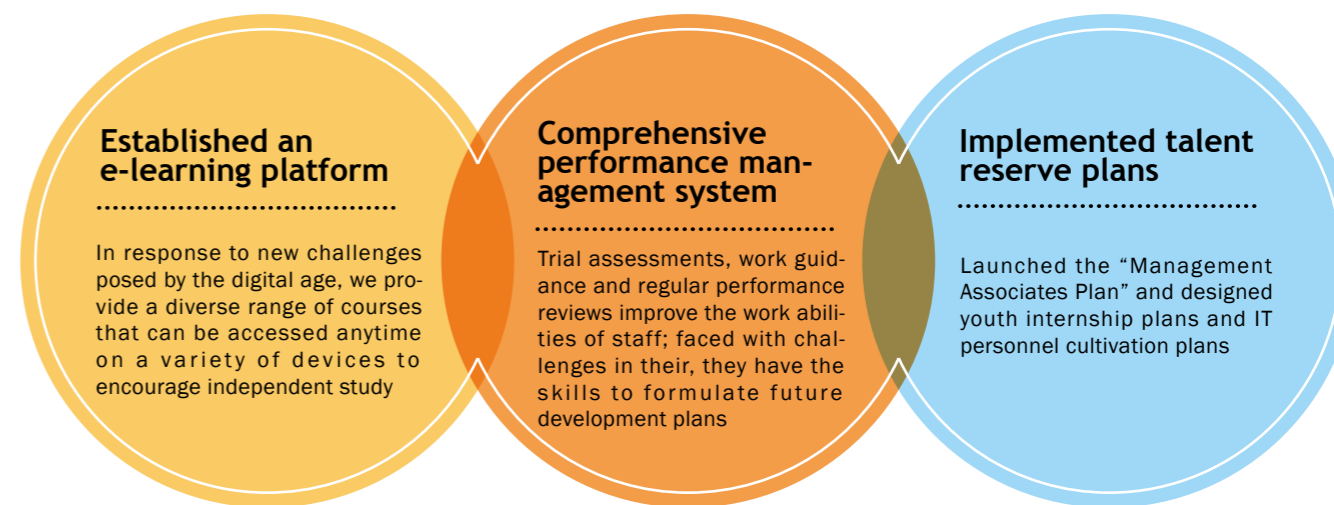 Established an
e-learning platform
In response to new challenges
posed by the digital age, we pro-
vide a diverse range of courses
that can be accessed anytime
on a variety of devices to
encourage independent study
Comprehensive
performance man-
agement system
Trial assessments, work guid-
ance and regular performance
reviews improve the work abili-
ties of staff; faced with chal-
lenges in their, they have the
skills to formulate future
development plans
Implemented talent
reserve plans
Launched the “Management
Associates Plan” and designed
youth internship plans and IT
personnel cultivation plans